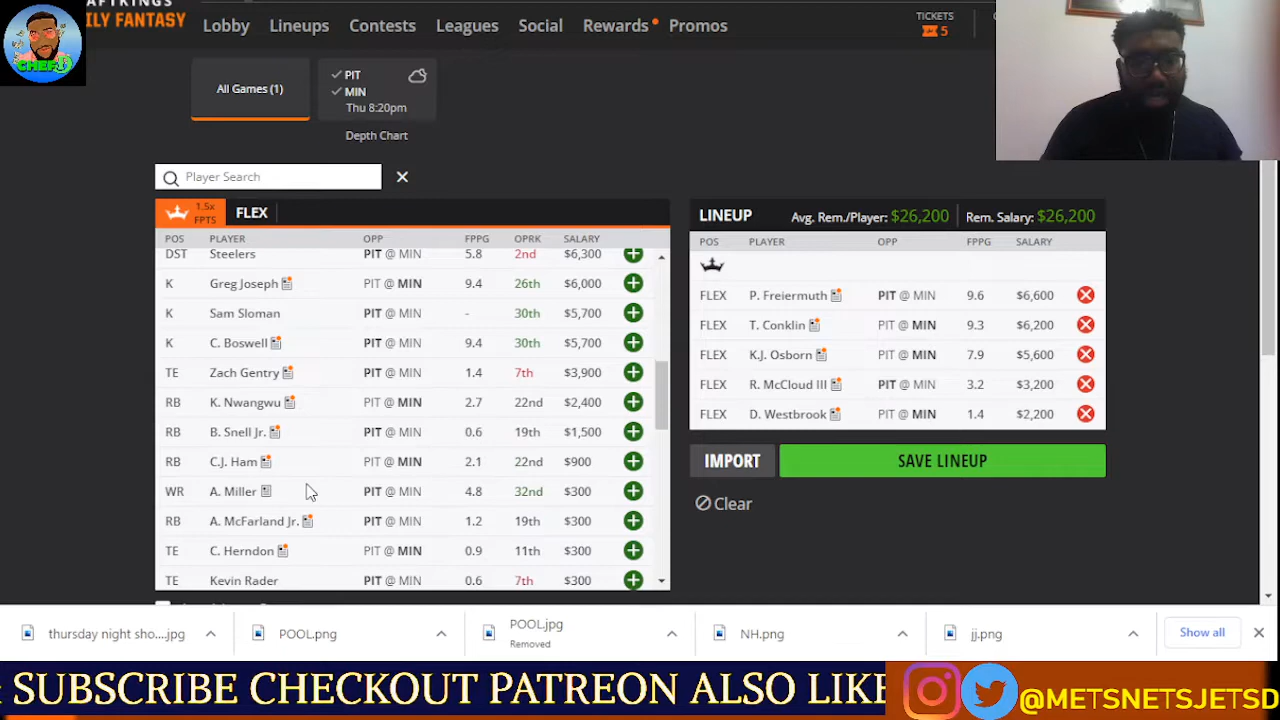 AFTKINGS
ILY FANTASY
CHEF
Lobby Lineups Contests Leagues Social Rewards Promos
TICKETS
5
All Games (1)
PIT
MIN
Thu 8:20pm
Depth Chart
Player Search
1.5x
FPTS
FLEX
POS PLAYER OPP FPPG OPRK SALARY
DST Steelers PIT @ MIN 5.8 2nd $6,300
K Greg Joseph PIT @ MIN 9.4 26th $6,000
K Sam Sloman PIT @ MIN - 30th $5,700
K C. Boswell PIT @ MIN 9.4 30th $5,700
TE Zach Gentry PIT @ MIN 1.4 7th $3,900
RB K. Nwangwu PIT @ MIN 2.7 22nd $2,400
RB B. Snell Jr. PIT @ MIN 0.6 19th $1,500
RB C.J. Ham PIT @ MIN 2.1 22nd $900
WR A. Miller PIT @ MIN 4.8 32nd $300
RB A. McFarland Jr. PIT @ MIN 1.2 19th $300
TE C. Herndon PIT @ MIN 0.9 11th $300
TE Kevin Rader PIT @ MIN 0.6 7th $300
LINEUP Avg. Rem./Player: $26,200 Rem. Salary: $26,200
POS PLAYER OPP FPPG SALARY
FLEX P. Freiermuth PIT @ MIN 9.6 $6,600
FLEX T. Conklin PIT @ MIN 9.3 $6,200
FLEX K.J. Osborn PIT @ MIN 7.9 $5,600
FLEX R. McCloud III PIT @ MIN 3.2 $3,200
FLEX D. Westbrook PIT @ MIN 1.4 $2,200
IMPORT SAVE LINEUP
Clear
thursday night sho....jpg
POOL.png
POOL.jpg
Removed
NH.png
jj.png
Show all
SUBSCRIBE CHECKOUT PATREON ALSO LIKE
@METSNETSJETSD